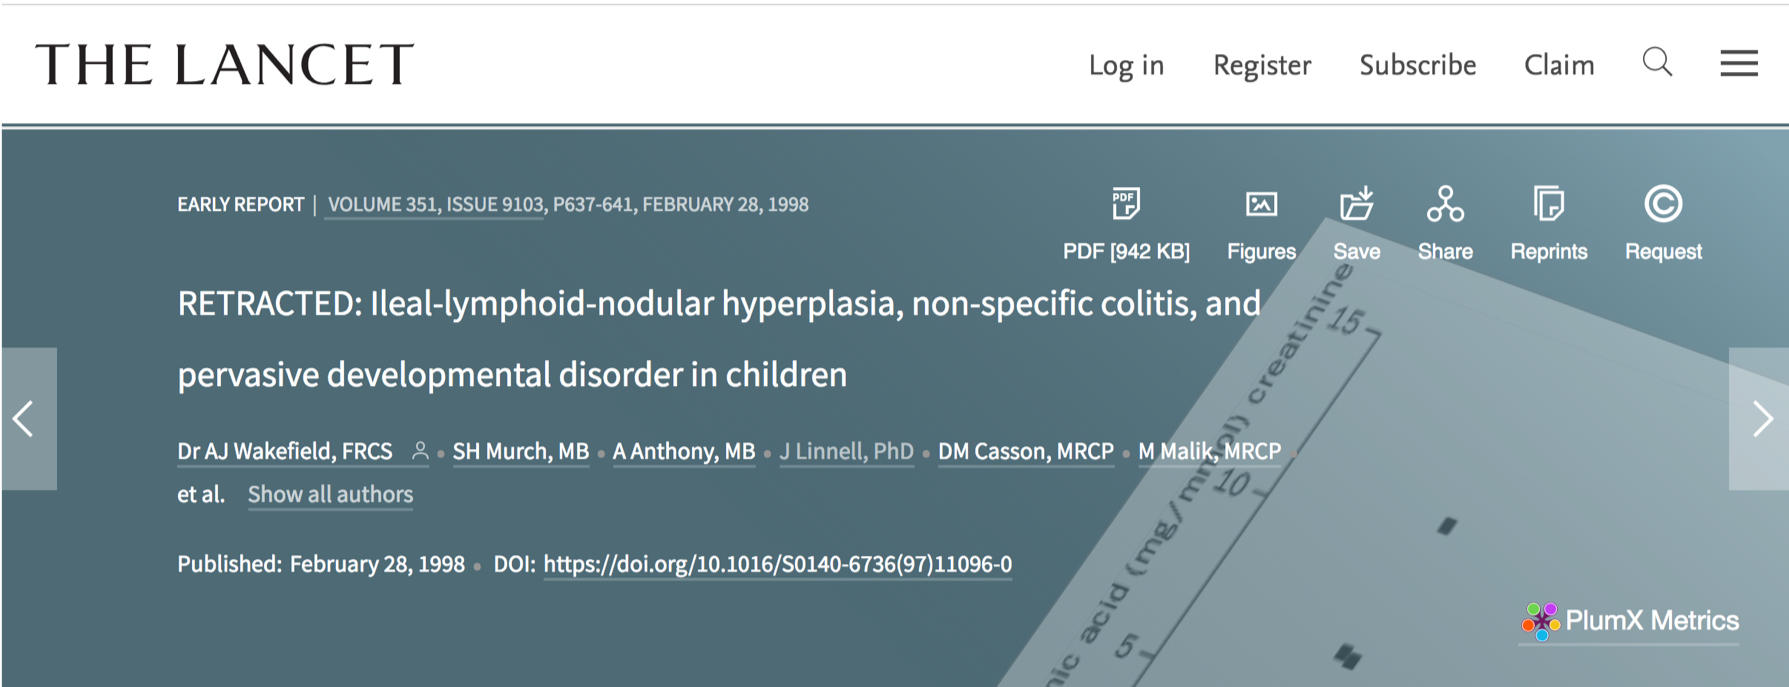 THE LANCET
Log in
Register
Subscribe
Claim
EARLY REPORT | VOLUME 351, ISSUE 9103, P637-641, FEBRUARY 28, 1998
PDF
PDF [942 KB]
Figures
Save
Share
Reprints
©
Request
RETRACTED: Ileal-lymphoid-nodular hyperplasia, non-specific colitis, and
pervasive developmental disorder in children
Dr AJ Wakefield, FRCS • SH Murch, MB • A Anthony, MB • J Linnell, PhD • DM Casson, MRCP • M Malik, MRCP •
et al. Show all authors
Published: February 28, 1998 • DOI: https://doi.org/10.1016/S0140-6736(97)11096-0
nic acid (mg/mmol) creatinine
15
10
5
PlumX Metrics